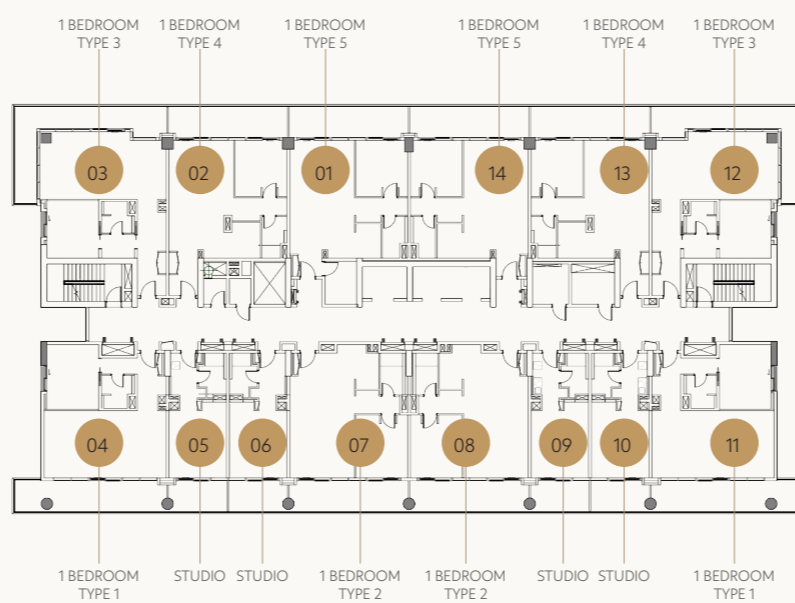 1 BEDROOM
TYPE 3
1 BEDROOM
TYPE 4
1 BEDROOM
TYPE 5
1 BEDROOM
TYPE 5
1 BEDROOM
TYPE 4
1 BEDROOM
TYPE 3
03
02
01
14
13
12
04
05
06
07
08
09
10
11
1 BEDROOM
TYPE 1
STUDIO
STUDIO
1 BEDROOM
TYPE 2
1 BEDROOM
TYPE 2
STUDIO
STUDIO
1 BEDROOM
TYPE 1